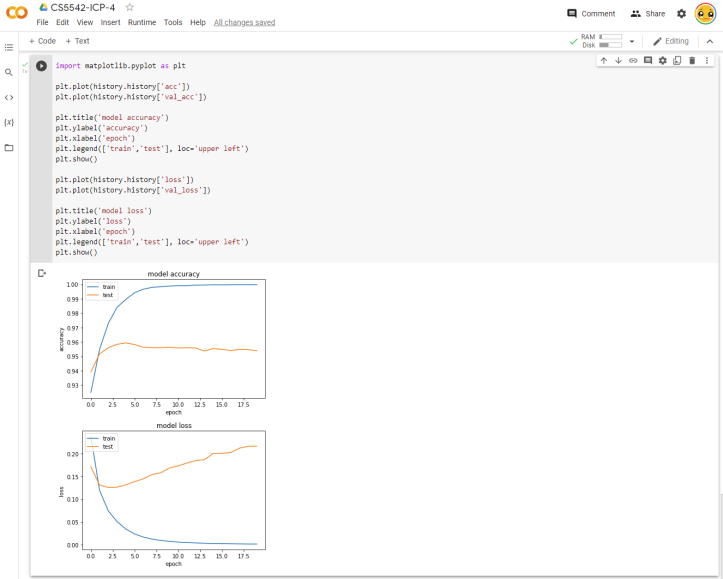 CS5542-ICP-4
File Edit View Insert Runtime Tools Help All changes saved
Comment Share
+ Code + Text
RAM
Disk
Editing
1s
import matplotlib.pyplot as plt
plt.plot(history.history['acc'])
plt.plot(history.history['val_acc'])
plt.title('model accuracy')
plt.ylabel('accuracy')
plt.xlabel('epoch')
plt.legend(['train','test'], loc='upper left')
plt.show()
plt.plot(history.history['loss'])
plt.plot(history.history['val_loss'])
plt.title('model loss')
plt.ylabel('loss')
plt.xlabel('epoch')
plt.legend(['train','test'], loc='upper left')
plt.show()
model accuracy
train
test
accuracy
1.00
0.99
0.98
0.97
0.96
0.95
0.94
0.93
0.0 2.5 5.0 7.5 10.0 12.5 15.0 17.5
epoch
model loss
train
test
loss
0.20
0.15
0.10
0.05
0.00
0.0 2.5 5.0 7.5 10.0 12.5 15.0 17.5
epoch